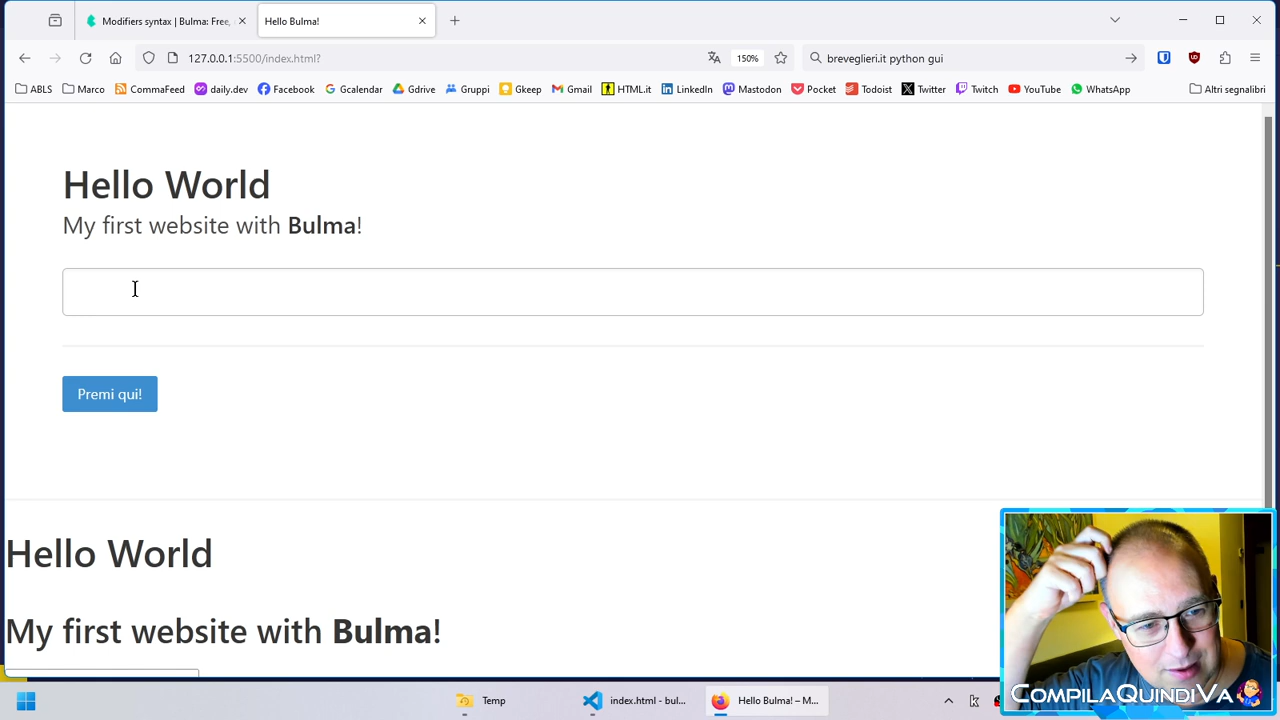 Modifiers syntax | Bulma: Free,
Hello Bulma!
127.0.0.1:5500/index.html?
150%
breveglieri.it python gui
ABLS
Marco
CommaFeed
daily.dev
Facebook
Gcalendar
Gdrive
Gruppi
Gkeep
Gmail
HTML.it
LinkedIn
Mastodon
Pocket
Todoist
Twitter
Twitch
YouTube
WhatsApp
Altri segnalibri
Hello World
My first website with Bulma!
Premi qui!
Hello World
My first website with Bulma!
COMPILAQUINDIVA
Temp
index.html - bul...
Hello Bulma! – M...